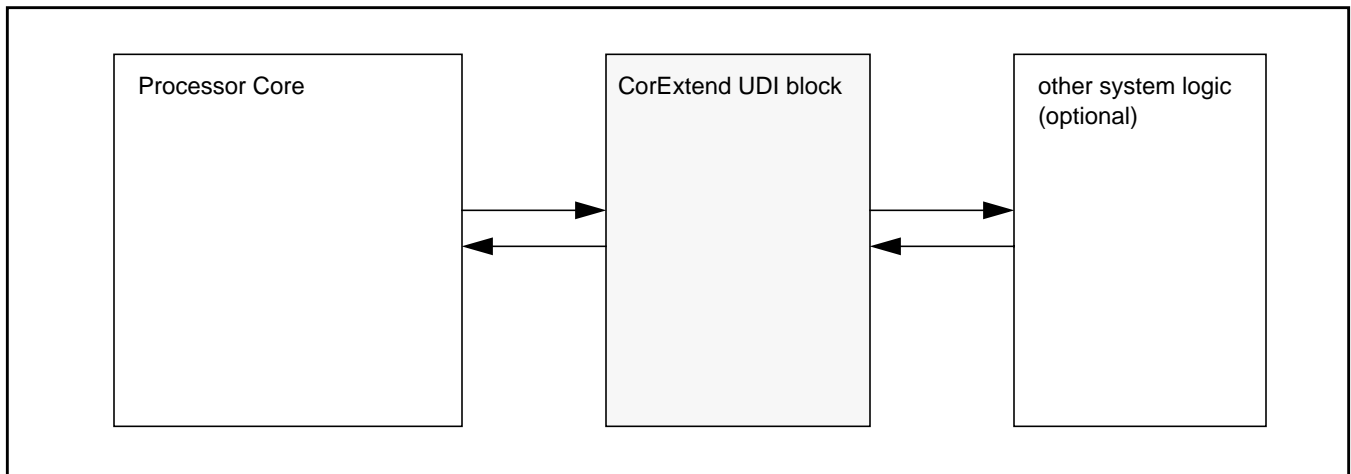 Processor Core
CorExtend UDI block
other system logic
(optional)